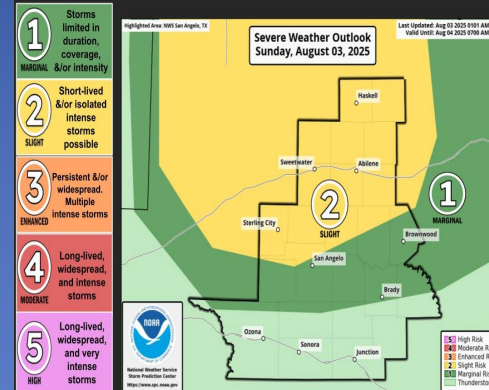 1
MARGINAL
Storms
limited in
duration,
coverage,
&/or intensity
2
SLIGHT
Short-lived
&/or isolated
intense
storms
possible
3
ENHANCED
Persistent &/or
widespread.
Multiple
intense storms
4
MODERATE
Long-lived,
widespread,
and intense
storms
5
HIGH
Long-lived,
widespread,
and very
intense
storms
Highlighted Area: NWS San Angelo, TX
Severe Weather Outlook
Sunday, August 03, 2025
Last Updated: Aug 03 2025 0101 AM
Valid Until: Aug 04 2025 0700 AM
Haskell
Sweetwater
Abilene
2
SLIGHT
1
MARGINAL
Sterling City
Brownwood
San Angelo
Brady
Ozona
Sonora
Junction
NOAA
National Weather Service
Storm Prediction Center
https://www.spc.noaa.gov
5 High Risk
4 Moderate R
3 Enhanced R
2 Slight Risk
1 Marginal Ris
Thunderst